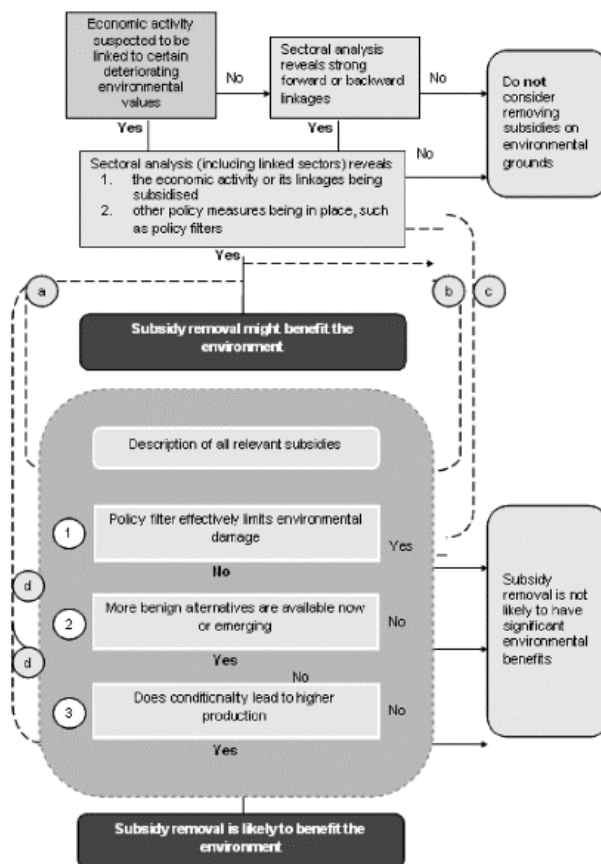 Economic activity
suspected to be
linked to certain
deteriorating
environmental
values
No
Sectoral analysis
reveals strong
forward or backward
linkages
No
Do not
consider
removing
subsidies on
environmental
grounds
Yes
Yes
Sectoral analysis (including linked sectors) reveals
1. the economic activity or its linkages being
subsidised
2. other policy measures being in place, such
as policy filters
No
Yes
a
b
c
Subsidy removal might benefit the
environment
Description of all relevant subsidies
1
Policy filter effectively limits environmental
damage
Yes
No
d
2
More benign alternatives are available now
or emerging
No
Yes
d
No
3
Does conditionality lead to higher
production
No
Yes
Subsidy
removal is not
likely to have
significant
environmental
benefits
Subsidy removal is likely to benefit the
environment